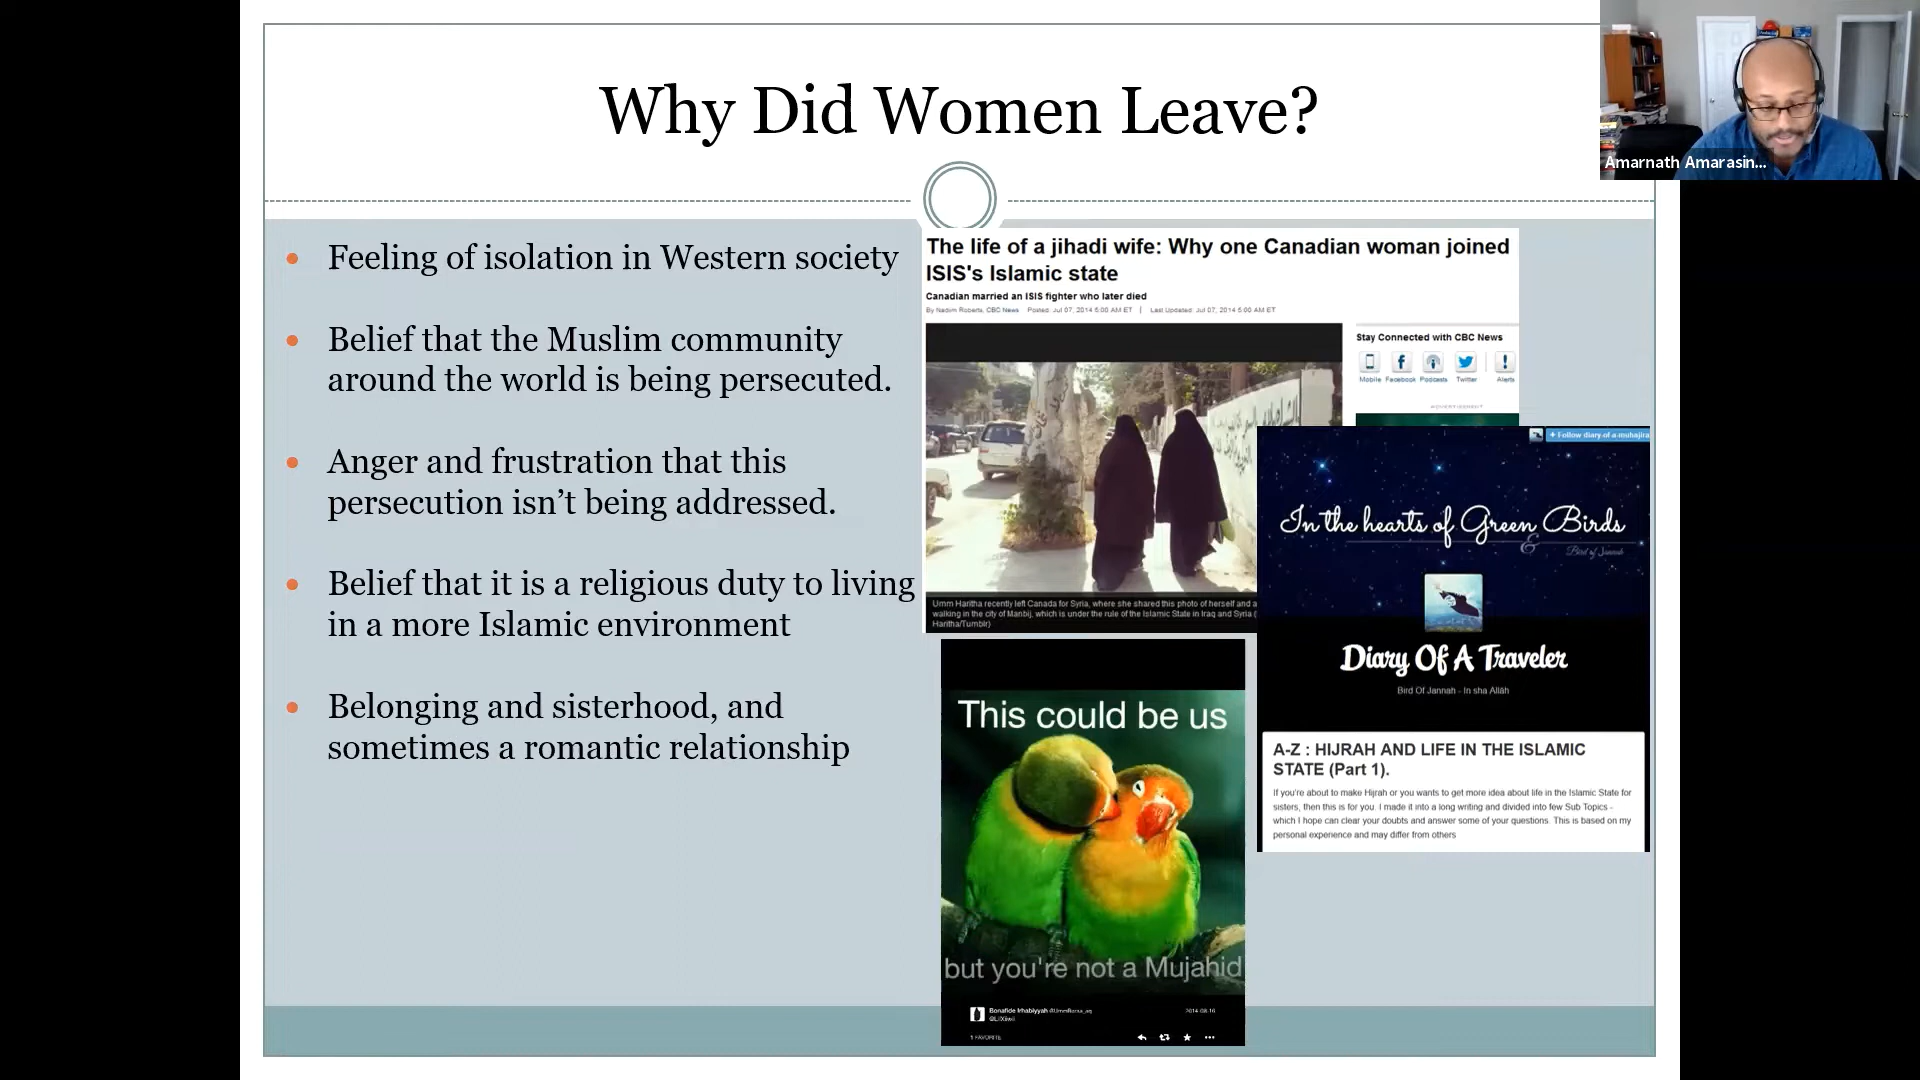 Why Did Women Leave?
Amarnath Amarasin...
Feeling of isolation in Western society
Belief that the Muslim community
around the world is being persecuted.
Anger and frustration that this
persecution isn’t being addressed.
Belief that it is a religious duty to living
in a more Islamic environment
Belonging and sisterhood, and
sometimes a romantic relationship
The life of a jihadi wife: Why one Canadian woman joined
ISIS's Islamic state
Canadian married an ISIS fighter who later died
By Nadim Roberts, CBC News Posted: Jul 07, 2014 5:00 AM ET | Last Updated: Jul 07, 2014 5:00 AM ET
Stay Connected with CBC News
Mobile Facebook Podcasts Twitter Alerts
ADVERTISEMENT
Umm Haritha recently left Canada for Syria, where she shared this photo of herself and a
walking in the city of Manbij, which is under the rule of the Islamic State in Iraq and Syria (
Haritha/Tumblr)
+ Follow diary-of-a-muhajira
In the hearts of Green Birds
&
Bird of Jannah
Diary Of A Traveler
Bird Of Jannah - In sha Allâh
A-Z : HIJRAH AND LIFE IN THE ISLAMIC
STATE (Part 1).
If you're about to make Hijrah or you wants to get more idea about life in the Islamic State for
sisters, then this is for you. I made it into a long writing and divided into few Sub Topics -
which I hope can clear your doubts and answer some of your questions. This is based on my
personal experience and may differ from others
This could be us
but you're not a Mujahid
Bonafide Irhabiyyah
2014-08-16
1 FAVORITE